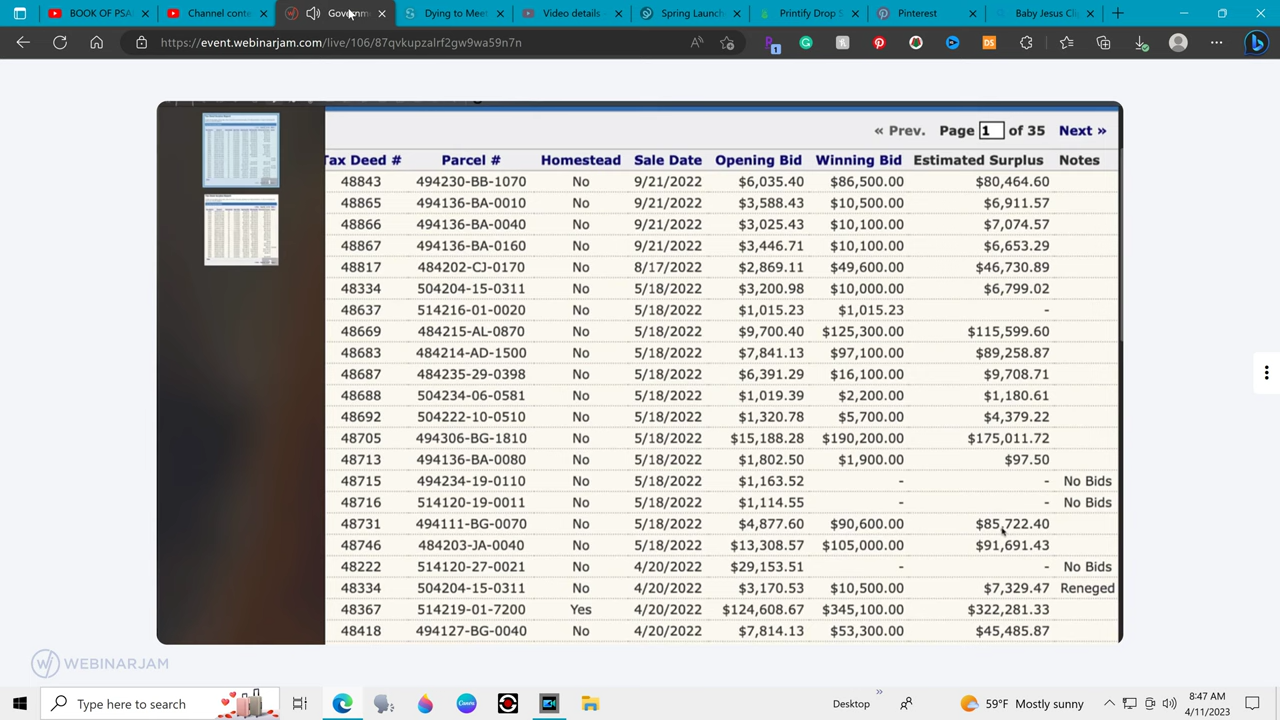 BOOK OF PSA
Channel conte
Governm
Dying to Meet
Video details
Spring Launch
Printify Drop S
Pinterest
Baby Jesus Cli
https://event.webinarjam.com/live/106/87qvkupzalrf2gw9wa59n7n
1
DS
« Prev. Page 1 of 35 Next »
Tax Deed # Parcel # Homestead Sale Date Opening Bid Winning Bid Estimated Surplus Notes
48843 494230-BB-1070 No 9/21/2022 $6,035.40 $86,500.00 $80,464.60
48865 494136-BA-0010 No 9/21/2022 $3,588.43 $10,500.00 $6,911.57
48866 494136-BA-0040 No 9/21/2022 $3,025.43 $10,100.00 $7,074.57
48867 494136-BA-0160 No 9/21/2022 $3,446.71 $10,100.00 $6,653.29
48817 484202-CJ-0170 No 8/17/2022 $2,869.11 $49,600.00 $46,730.89
48334 504204-15-0311 No 5/18/2022 $3,200.98 $10,000.00 $6,799.02
48637 514216-01-0020 No 5/18/2022 $1,015.23 $1,015.23 -
48669 484215-AL-0870 No 5/18/2022 $9,700.40 $125,300.00 $115,599.60
48683 484214-AD-1500 No 5/18/2022 $7,841.13 $97,100.00 $89,258.87
48687 484235-29-0398 No 5/18/2022 $6,391.29 $16,100.00 $9,708.71
48688 504234-06-0581 No 5/18/2022 $1,019.39 $2,200.00 $1,180.61
48692 504222-10-0510 No 5/18/2022 $1,320.78 $5,700.00 $4,379.22
48705 494306-BG-1810 No 5/18/2022 $15,188.28 $190,200.00 $175,011.72
48713 494136-BA-0080 No 5/18/2022 $1,802.50 $1,900.00 $97.50
48715 494234-19-0110 No 5/18/2022 $1,163.52 - - No Bids
48716 514120-19-0011 No 5/18/2022 $1,114.55 - - No Bids
48731 494111-BG-0070 No 5/18/2022 $4,877.60 $90,600.00 $85,722.40
48746 484203-JA-0040 No 5/18/2022 $13,308.57 $105,000.00 $91,691.43
48222 514120-27-0021 No 4/20/2022 $29,153.51 - - No Bids
48334 504204-15-0311 No 4/20/2022 $3,170.53 $10,500.00 $7,329.47 Reneged
48367 514219-01-7200 Yes 4/20/2022 $124,608.67 $345,100.00 $322,281.33
48418 494127-BG-0040 No 4/20/2022 $7,814.13 $53,300.00 $45,485.87
WEBINARJAM
Type here to search
Canva
Desktop
59°F Mostly sunny
8:47 AM
4/11/2023